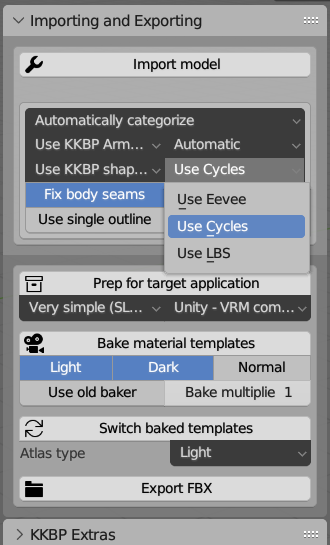 Importing and Exporting
Import model
Automatically categorize
Use KKBP Arm... Automatic
Use KKBP shap... Use Cycles
Fix body seams
Use Eevee
Use single outline
Use Cycles
Use LBS
Prep for target application
Very simple (SL... Unity - VRM com...
Bake material templates
Light Dark Normal
Use old baker Bake multiplie 1
Switch baked templates
Atlas type Light
Export FBX
KKBP Extras